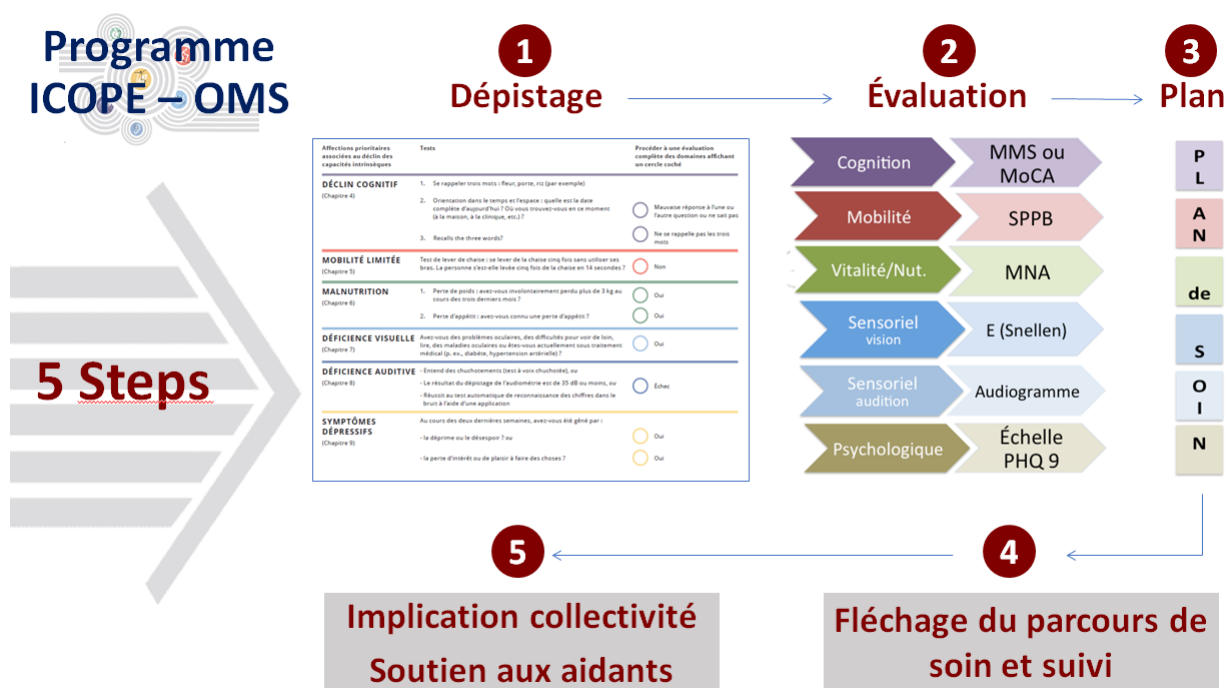 Programme
ICOPE – OMS
5 Steps
1
Dépistage
2
Évaluation
3
Plan
Affections prioritaires
associées au déclin des
capacités intrinsèques
Tests
Procéder à une évaluation
complète des domaines affichant
un cercle coché
DÉCLIN COGNITIF
(Chapitre 4)
1. Se rappeler trois mots : fleur, porte, riz (par exemple)
2. Orientation dans le temps et l'espace : quelle est la date
complète d'aujourd'hui ? Où vous trouvez-vous en ce moment
(à la maison, à la clinique, etc.) ?
Mauvaise réponse à l'une ou
l'autre question ou ne sait pas
3. Recalls the three words?
Ne se rappelle pas les trois
mots
MOBILITÉ LIMITÉE
(Chapitre 5)
Test de lever de chaise : se lever de la chaise cinq fois sans utiliser ses
bras. La personne s'est-elle levée cinq fois de la chaise en 14 secondes ?
Non
MALNUTRITION
(Chapitre 6)
1. Perte de poids : avez-vous involontairement perdu plus de 3 kg au
cours des trois derniers mois ?
Oui
2. Perte d'appétit : avez-vous connu une perte d'appétit ?
Oui
DÉFICIENCE VISUELLE
(Chapitre 7)
Avez-vous des problèmes oculaires, des difficultés pour voir de loin,
lire, des maladies oculaires ou êtes-vous actuellement sous traitement
médical (p. ex., diabète, hypertension artérielle) ?
Oui
DÉFICIENCE AUDITIVE
(Chapitre 8)
- Entend des chuchotements (test à voix chuchotée), ou
- Le résultat du dépistage de l'audiométrie est de 35 dB ou moins, ou
- Réussit au test automatique de reconnaissance des chiffres dans le
bruit à l'aide d'une application
Échec
SYMPTÔMES
DÉPRESSIFS
(Chapitre 9)
Au cours des deux dernières semaines, avez-vous été gêné par :
- la déprime ou le désespoir ? ou
Oui
- la perte d'intérêt ou de plaisir à faire des choses ?
Oui
Cognition
MMS ou
MoCA
Mobilité
SPPB
Vitalité/Nut.
MNA
Sensoriel
vision
E (Snellen)
Sensoriel
audition
Audiogramme
Psychologique
Échelle
PHQ 9
P
L
A
N
de
S
O
I
N
4
Fléchage du parcours de
soin et suivi
5
Implication collectivité
Soutien aux aidants